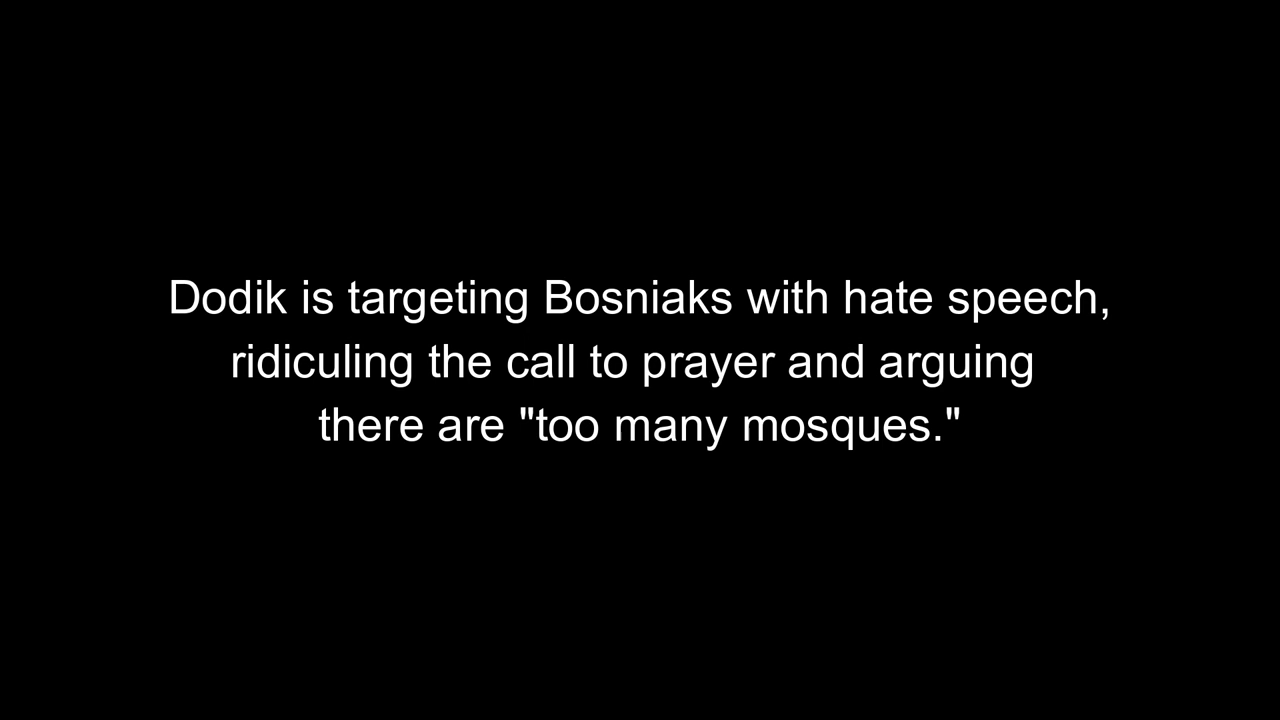 Dodik is targeting Bosniaks with hate speech,
ridiculing the call to prayer and arguing
there are "too many mosques."